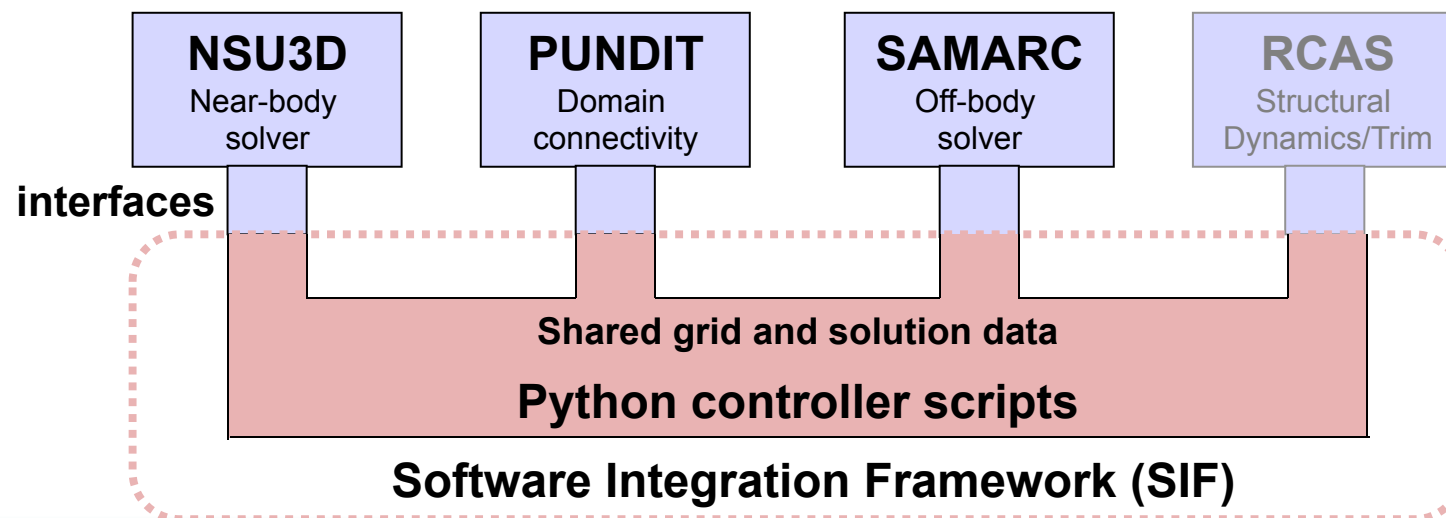 NSU3D
Near-body
solver
PUNDIT
Domain
connectivity
SAMARC
Off-body
solver
RCAS
Structural
Dynamics/Trim
interfaces
Shared grid and solution data
Python controller scripts
Software Integration Framework (SIF)